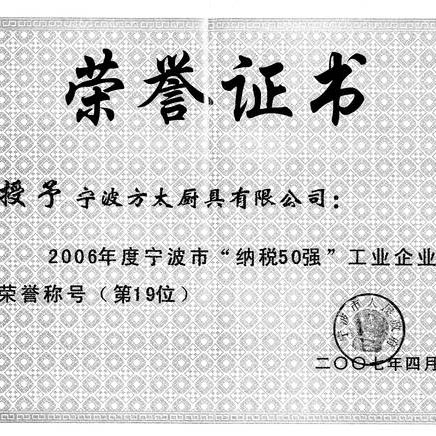 荣誉证书
授予 宁波方太厨具有限公司：
2006年度宁波市“纳税50强”工业企业
荣誉称号（第19位）
宁波市人民政府
二〇〇七年四月